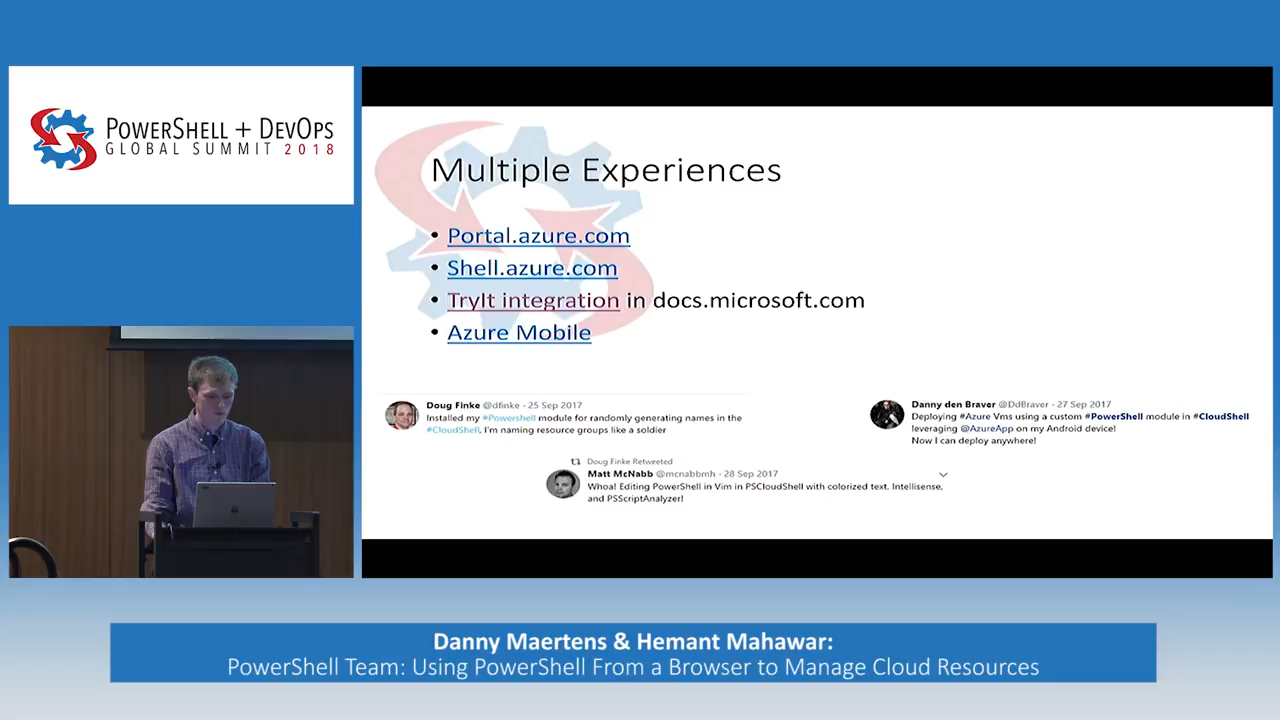 POWERSHELL + DEVOPS
GLOBAL SUMMIT 2018
Multiple Experiences
• Portal.azure.com
• Shell.azure.com
• TryIt integration in docs.microsoft.com
• Azure Mobile
Doug Finke @dfinke - 25 Sep 2017
Installed my #Powershell module for randomly generating names in the
#CloudShell, I'm naming resource groups like a soldier
Danny den Braver @DdBraver - 27 Sep 2017
Deploying #Azure Vms using a custom #PowerShell module in #CloudShell
leveraging @AzureApp on my Android device!
Now I can deploy anywhere!
Doug Finke Retweeted
Matt McNabb @mcnabbmh - 28 Sep 2017
Whoa! Editing PowerShell in Vim in PSCloudShell with colorized text, Intellisense,
and PSScriptAnalyzer!
Danny Maertens & Hemant Mahawar:
PowerShell Team: Using PowerShell From a Browser to Manage Cloud Resources